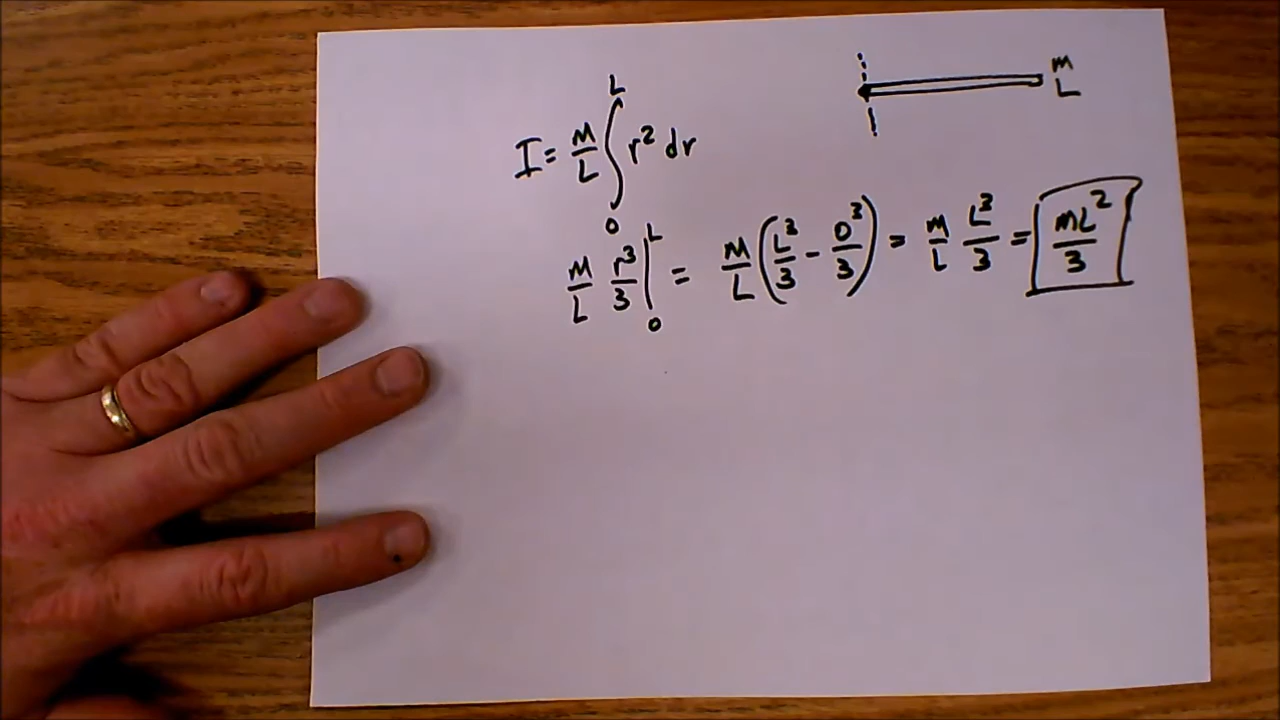 I = M/L ∫₀ᴸ r² dr
M/L r³/3 |₀ᴸ = M/L (L³/3 - 0³/3) = M/L L³/3 = ML²/3
M
L